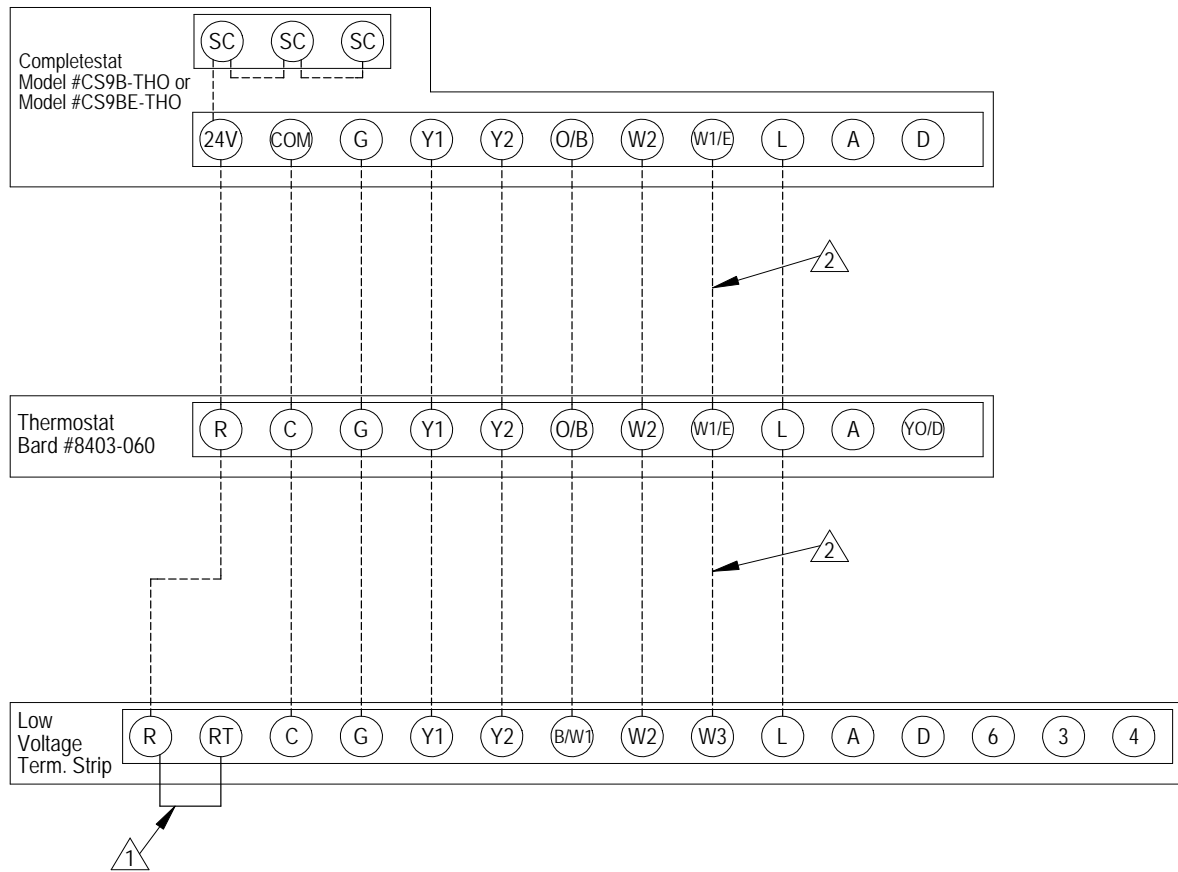 SC SC SC
Completestat
Model #CS9B-THO or
Model #CS9BE-THO
24V COM G Y1 Y2 O/B W2 W1/E L A D
2
Thermostat
Bard #8403-060
R C G Y1 Y2 O/B W2 W1/E L A YO/D
2
Low
Voltage
Term. Strip
R RT C G Y1 Y2 B/W1 W2 W3 L A D 6 3 4
1